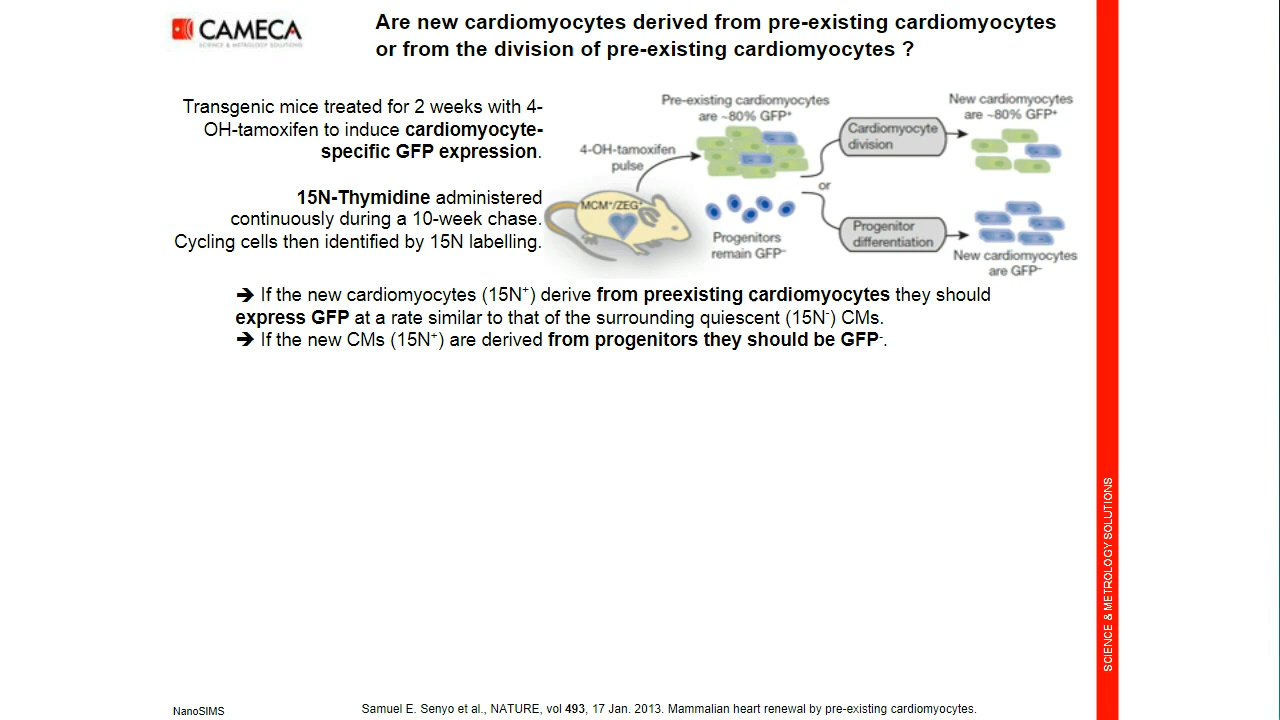 CAMECA
SCIENCE & METROLOGY SOLUTIONS
Are new cardiomyocytes derived from pre-existing cardiomyocytes
or from the division of pre-existing cardiomyocytes ?
Transgenic mice treated for 2 weeks with 4-
OH-tamoxifen to induce cardiomyocyte-
specific GFP expression.
15N-Thymidine administered
continuously during a 10-week chase.
Cycling cells then identified by 15N labelling.
4-OH-tamoxifen
pulse
MCM⁺/ZEG⁺
Pre-existing cardiomyocytes
are ~80% GFP⁺
Progenitors
remain GFP⁻
Cardiomyocyte
division
or
Progenitor
differentiation
New cardiomyocytes
are ~80% GFP⁺
New cardiomyocytes
are GFP⁻
➔ If the new cardiomyocytes (15N⁺) derive from preexisting cardiomyocytes they should
express GFP at a rate similar to that of the surrounding quiescent (15N⁻) CMs.
➔ If the new CMs (15N⁺) are derived from progenitors they should be GFP⁻.
SCIENCE & METROLOGY SOLUTIONS
NanoSIMS
Samuel E. Senyo et al., NATURE, vol 493, 17 Jan. 2013. Mammalian heart renewal by pre-existing cardiomyocytes.